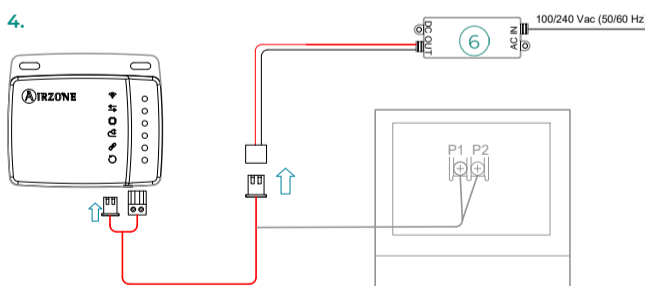 4.
100/240 Vac (50/60 Hz
DC OUT
6
AC IN
AIRZONE
P1 P2